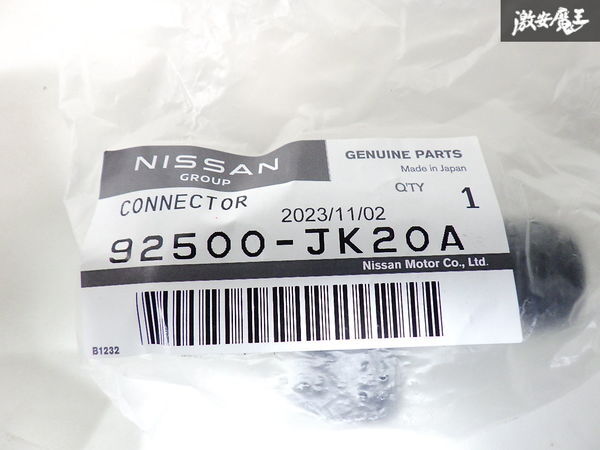 激安魔王
NISSAN
GROUP
GENUINE PARTS
Made in Japan
Q'TY 1
CONNECTOR
2023/11/02
92500-JK20A
Nissan Motor Co., Ltd.
B1232